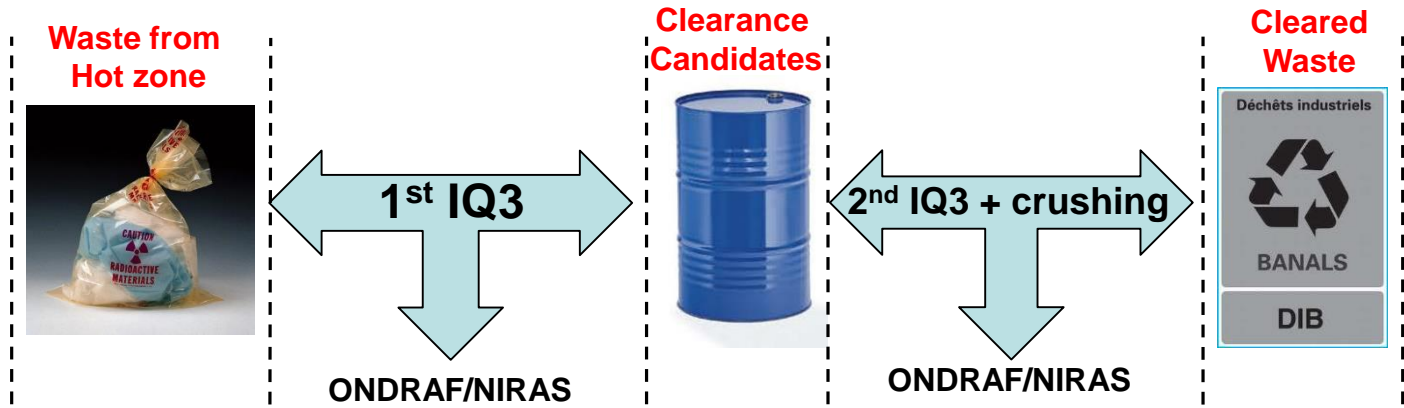 Waste from
Hot zone
CAUTION
RADIOACTIVE
MATERIALS
1st IQ3
ONDRAF/NIRAS
Clearance
Candidates
2nd IQ3 + crushing
ONDRAF/NIRAS
Cleared
Waste
Déchêts industriels
BANALS
DIB